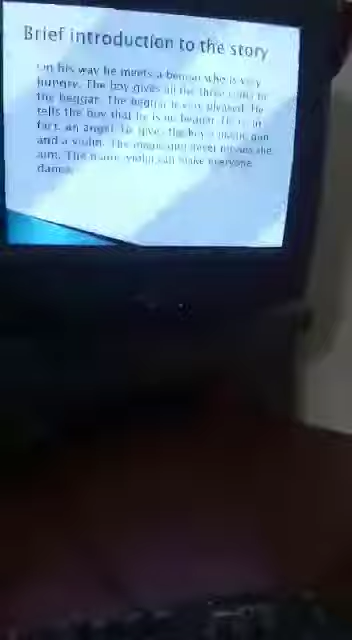 Brief introduction to the story
On his way he meets a beggar who is very
hungry. The boy gives all the three coins to
the beggar. The beggar is very pleased. He
tells the boy that he is no beggar. He is in
fact, an angel. He gives the boy a magic gun
and a violin. The magic gun never misses the
aim. The magic violin can make everyone
dance.